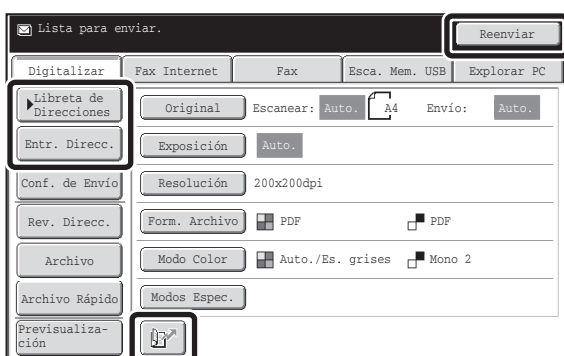 Lista para enviar.
Reenviar
Digitalizar Fax Internet Fax Esca. Mem. USB Explorar PC
Libreta de
Direcciones
Original Escanear: Auto. A4 Envío: Auto.
Entr. Direcc.
Exposición Auto.
Conf. de Envío
Resolución 200x200dpi
Rev. Direcc.
Form. Archivo PDF PDF
Archivo
Modo Color Auto./Es. grises Mono 2
Archivo Rápido
Modos Espec.
Previsualiza-
ción